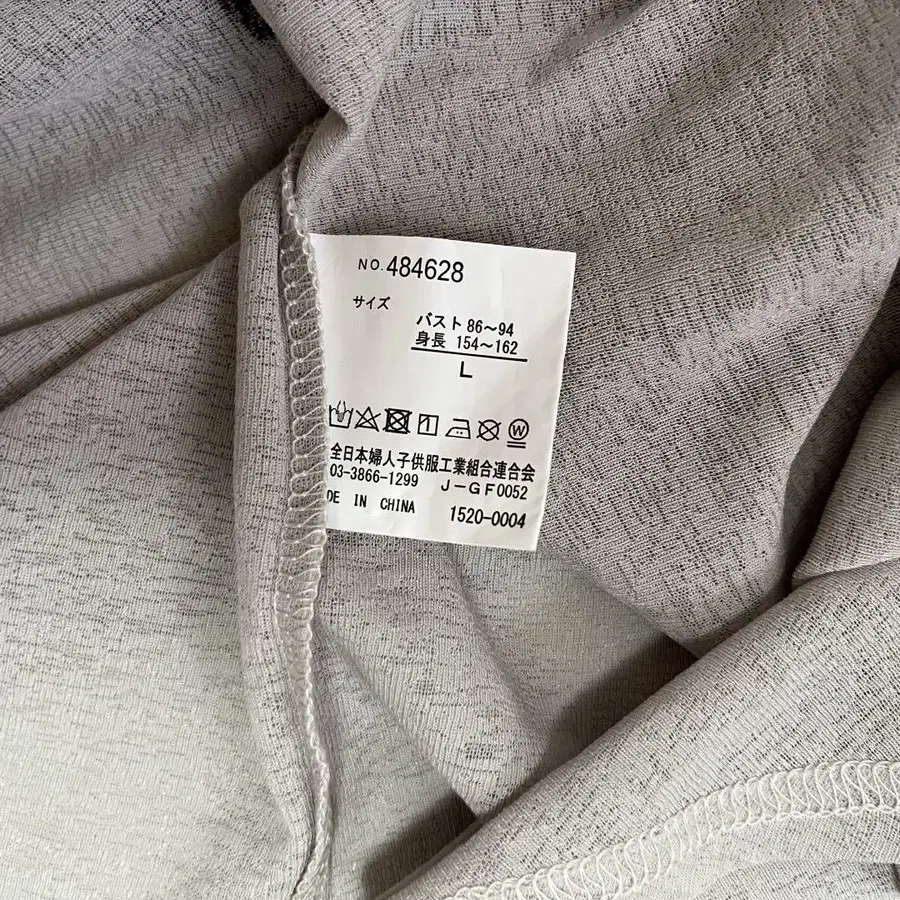 NO.484628
サイズ
バスト 86～94
身長 154～162
L
全日本婦人子供服工業組合連合会
03-3866-1299 J-GF0052
DE IN CHINA
1520-0004